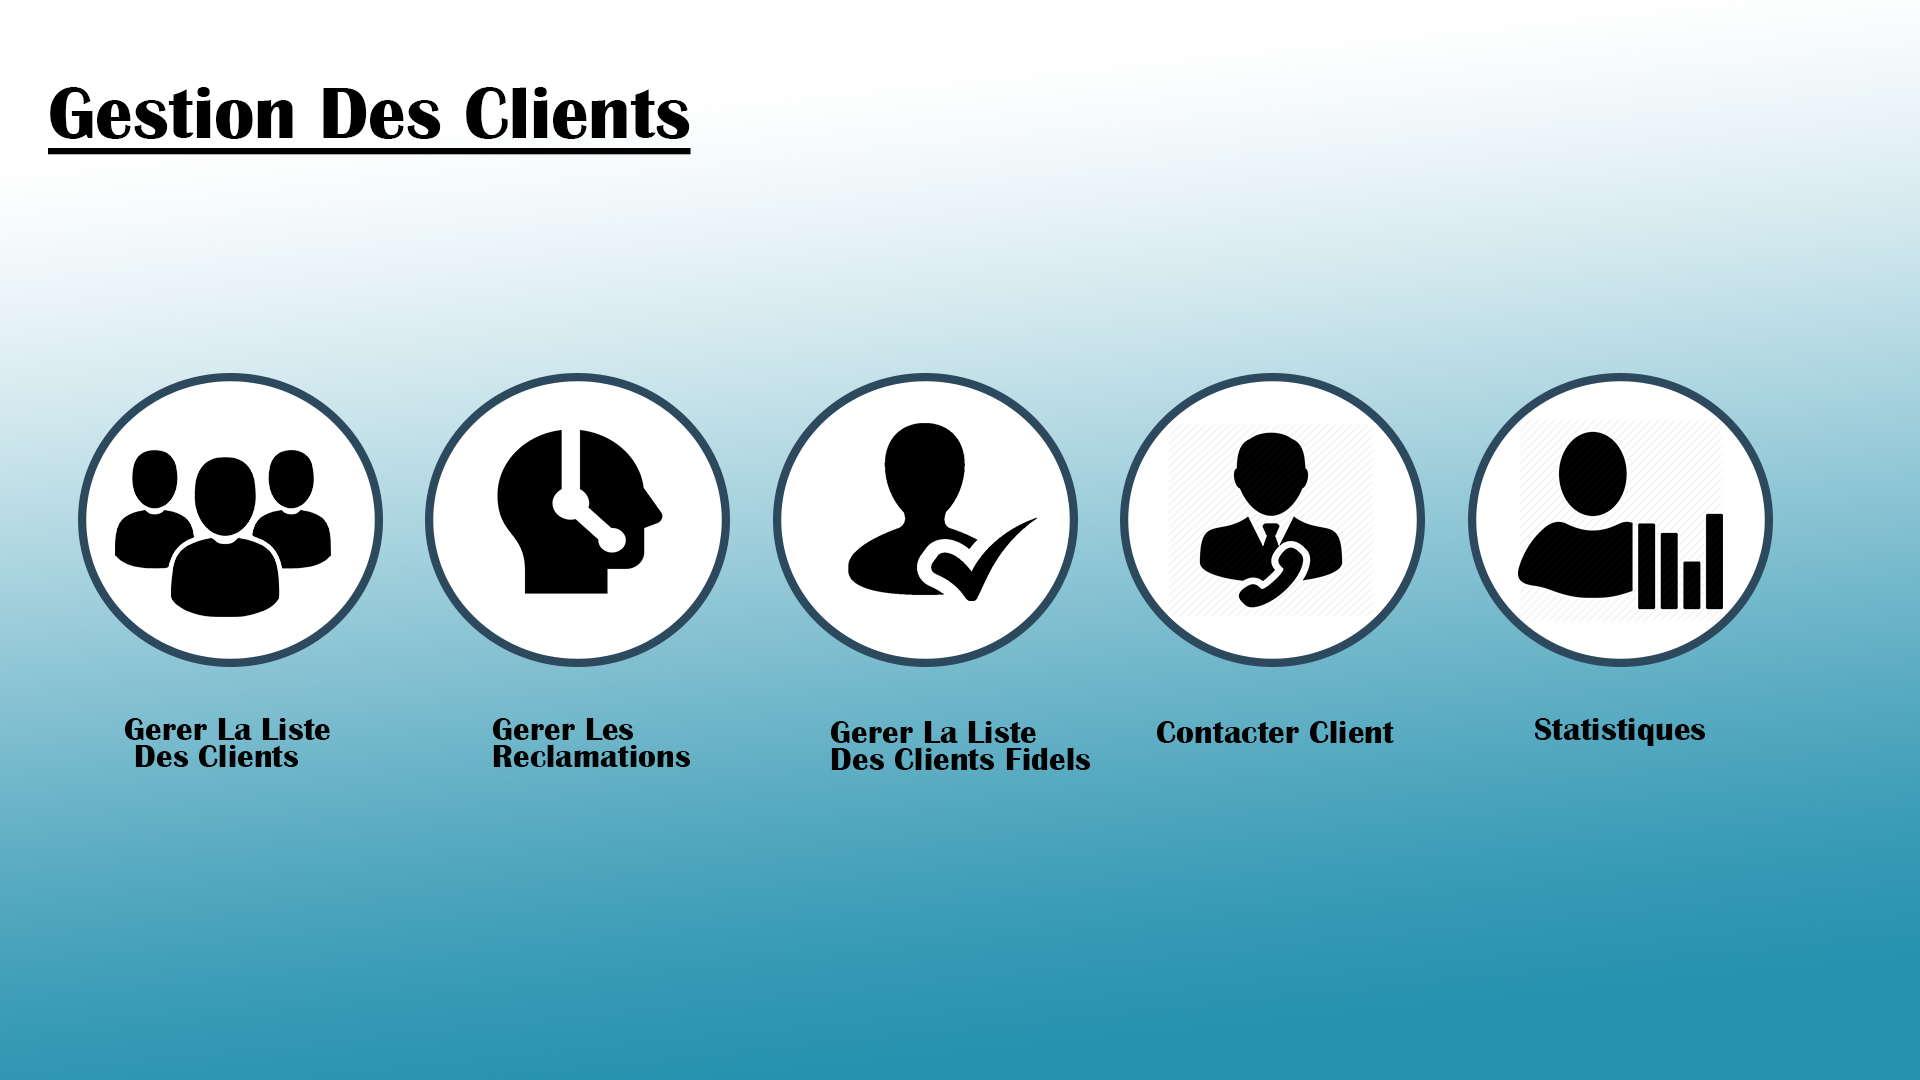 Gestion Des Clients
Gerer La Liste
Des Clients
Gerer Les
Reclamations
Gerer La Liste
Des Clients Fidels
Contacter Client
Statistiques